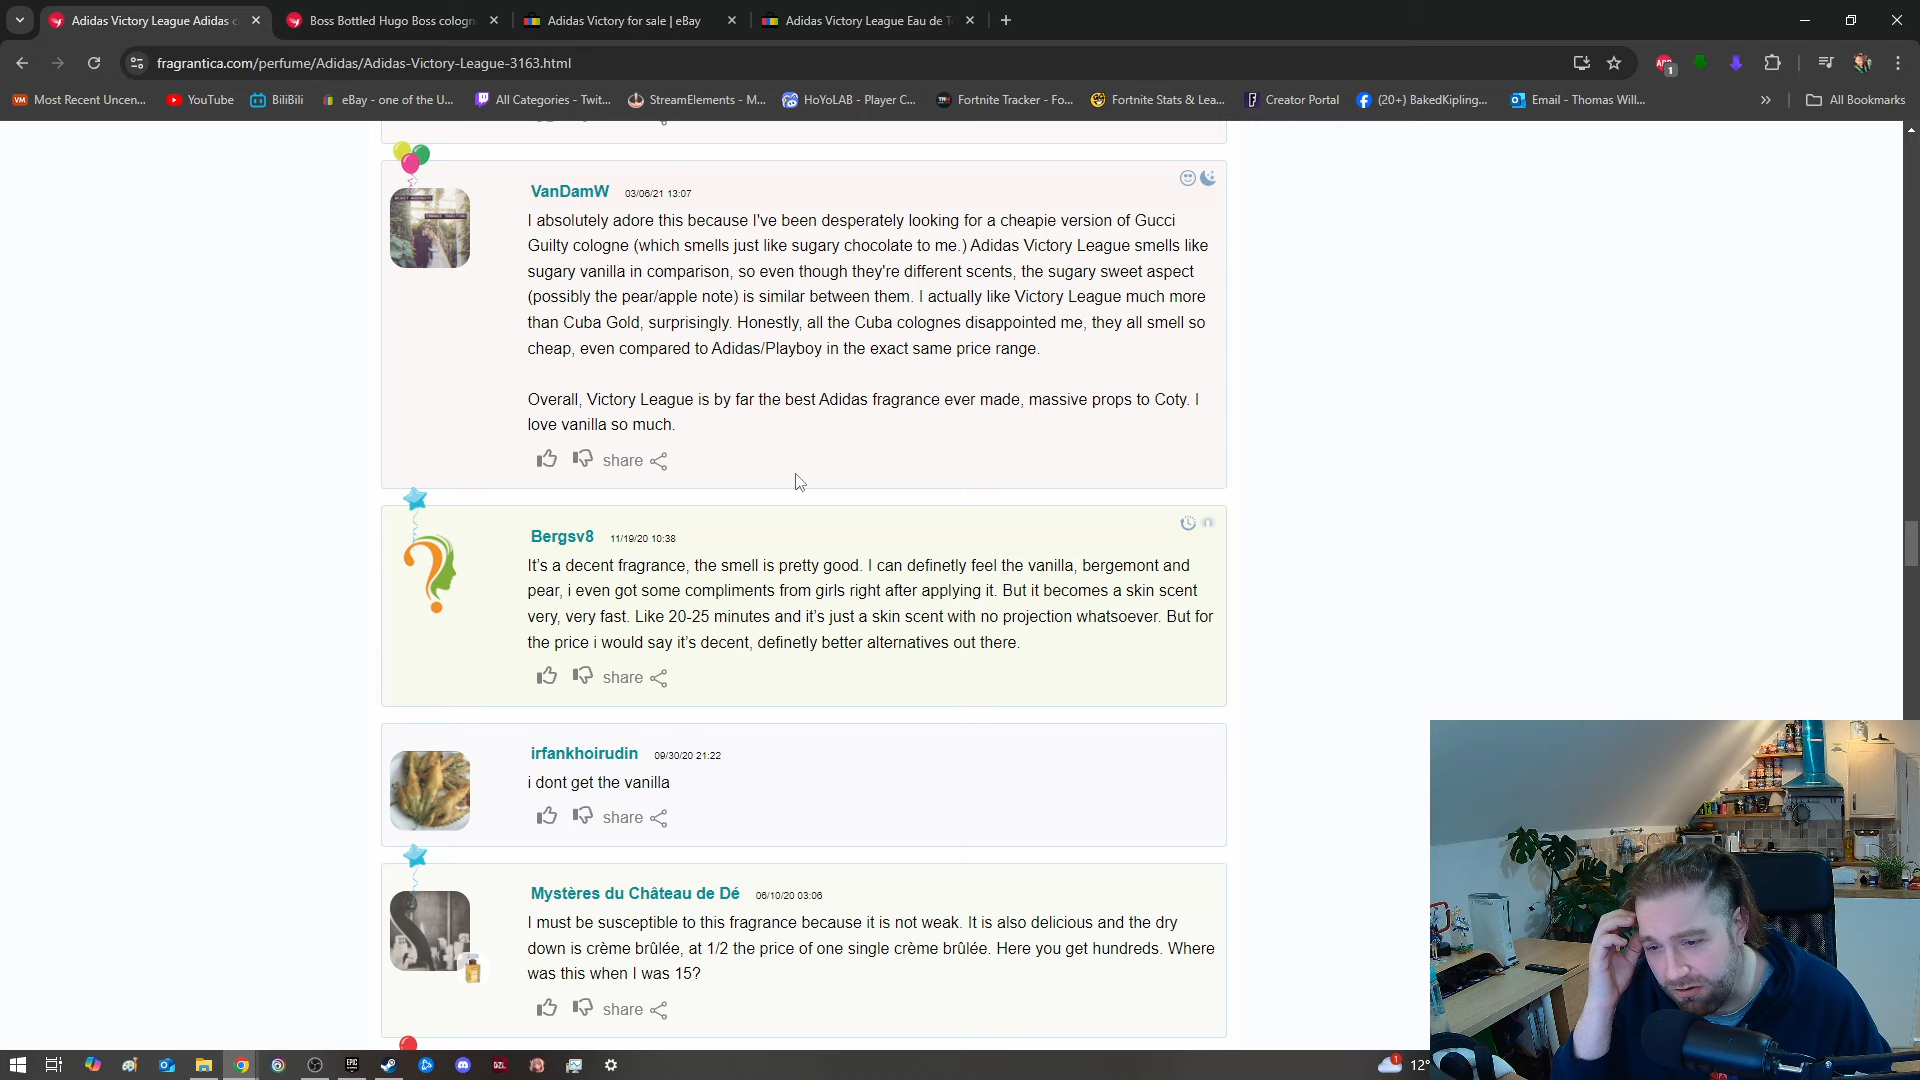 Adidas Victory League Adidas c
Boss Bottled Hugo Boss cologn
Adidas Victory for sale | eBay
Adidas Victory League Eau de T
fragrantica.com/perfume/Adidas/Adidas-Victory-League-3163.html
ABP
1
VM Most Recent Uncen...
YouTube
BiliBili
eBay - one of the U...
All Categories - Twit...
StreamElements - M...
HoYoLAB - Player C...
Fortnite Tracker - Fo...
Fortnite Stats & Lea...
Creator Portal
(20+) BakedKipling...
Email - Thomas Will...
All Bookmarks
VanDamW 03/06/21 13:07
I absolutely adore this because I've been desperately looking for a cheapie version of Gucci
Guilty cologne (which smells just like sugary chocolate to me.) Adidas Victory League smells like
sugary vanilla in comparison, so even though they're different scents, the sugary sweet aspect
(possibly the pear/apple note) is similar between them. I actually like Victory League much more
than Cuba Gold, surprisingly. Honestly, all the Cuba colognes disappointed me, they all smell so
cheap, even compared to Adidas/Playboy in the exact same price range.
Overall, Victory League is by far the best Adidas fragrance ever made, massive props to Coty. I
love vanilla so much.
share
Bergsv8 11/19/20 10:38
It’s a decent fragrance, the smell is pretty good. I can definetly feel the vanilla, bergemont and
pear, i even got some compliments from girls right after applying it. But it becomes a skin scent
very, very fast. Like 20-25 minutes and it’s just a skin scent with no projection whatsoever. But for
the price i would say it’s decent, definetly better alternatives out there.
share
irfankhoirudin 09/30/20 21:22
i dont get the vanilla
share
Mystères du Château de Dé 06/10/20 03:06
I must be susceptible to this fragrance because it is not weak. It is also delicious and the dry
down is crème brûlée, at 1/2 the price of one single crème brûlée. Here you get hundreds. Where
was this when I was 15?
share
EPIC
DZL
1
12°